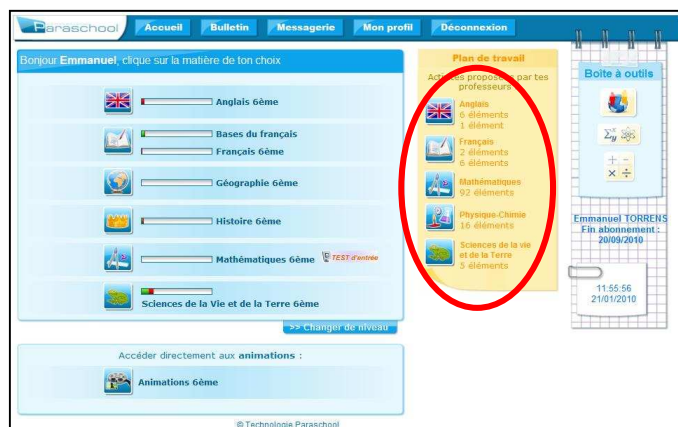 Paraschool
Accueil
Bulletin
Messagerie
Mon profil
Déconnexion
Bonjour Emmanuel, clique sur la matière de ton choix
Anglais 6ème
Bases du français
Français 6ème
Géographie 6ème
Histoire 6ème
Mathématiques 6ème TEST d'entrée
Sciences de la Vie et de la Terre 6ème
>> Changer de niveau
Accéder directement aux animations :
Animations 6ème
© Technologie Paraschool
Plan de travail
Activités proposées par tes
professeurs
Anglais
6 éléments
1 élément
Français
2 éléments
6 éléments
Mathématiques
92 éléments
Physique-Chimie
16 éléments
Sciences de la vie
et de la Terre
5 éléments
Boite à outils
Σy
+ -
× ÷
Emmanuel TORRENS
Fin abonnement :
20/09/2010
11:55:56
21/01/2010